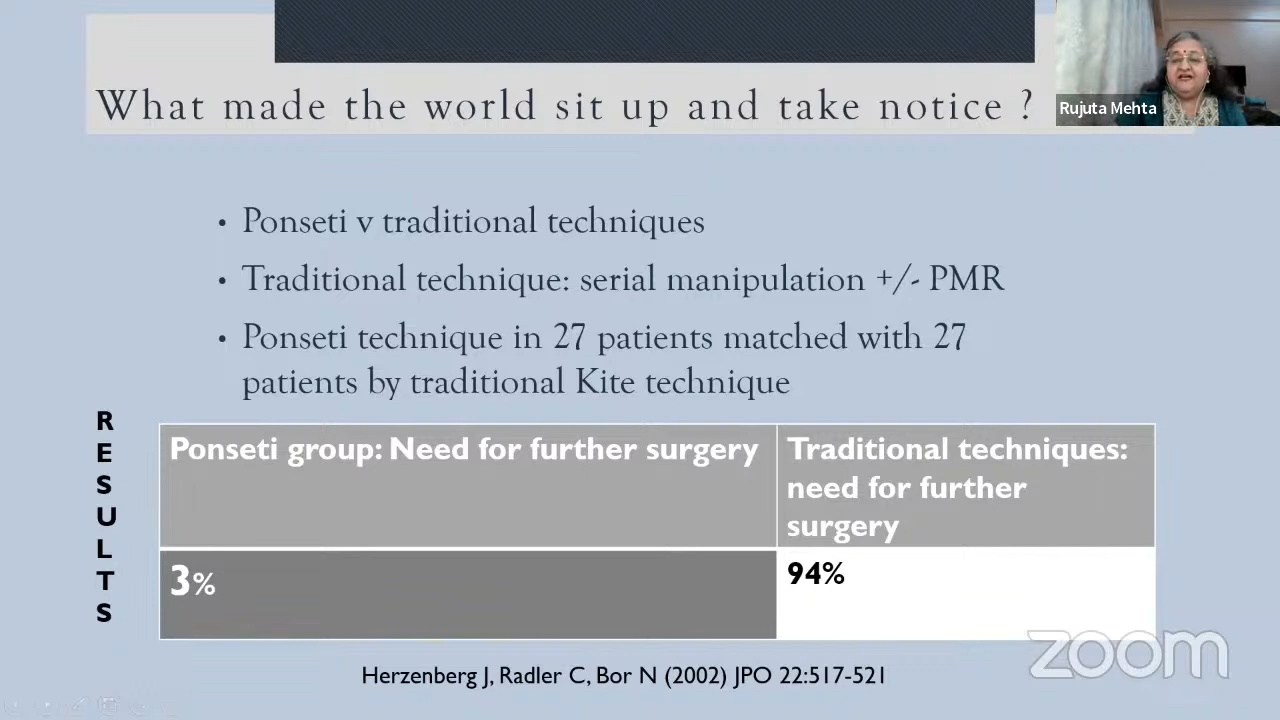 What made the world sit up and take notice ?
Rujuta Mehta
• Ponseti v traditional techniques
• Traditional technique: serial manipulation +/- PMR
• Ponseti technique in 27 patients matched with 27
patients by traditional Kite technique
R
E
S
U
L
T
S
Ponseti group: Need for further surgery
Traditional techniques:
need for further
surgery
3%
94%
zoom
Herzenberg J, Radler C, Bor N (2002) JPO 22:517-521